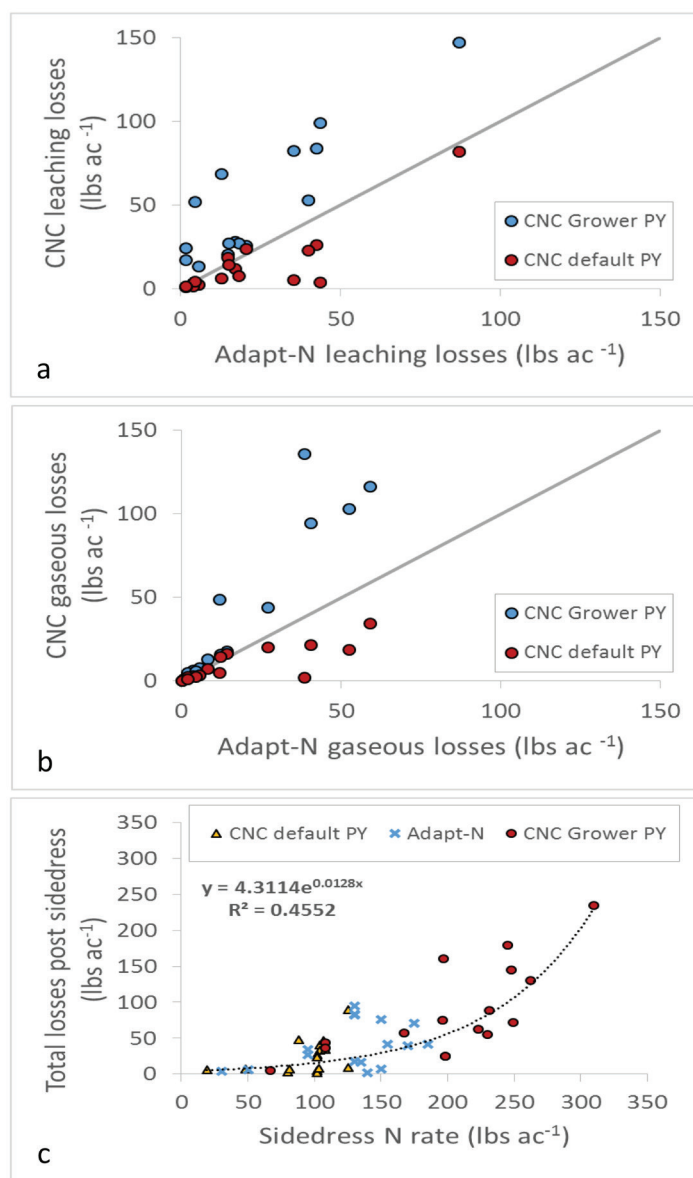 150
100
50
0
CNC leaching losses
(lbs ac⁻¹)
CNC Grower PY
CNC default PY
0 50 100 150
Adapt-N leaching losses (lbs ac ⁻¹)
a
150
100
50
0
CNC gaseous losses
(lbs ac⁻¹)
CNC Grower PY
CNC default PY
0 50 100 150
Adapt-N gaseous losses (lbs ac ⁻¹)
b
350
300
250
200
150
100
50
0
Total losses post sidedress
(lbs ac⁻¹)
CNC default PY Adapt-N CNC Grower PY
y = 4.3114e^0.0128x
R² = 0.4552
0 50 100 150 200 250 300 350
Sidedress N rate (lbs ac⁻¹)
c